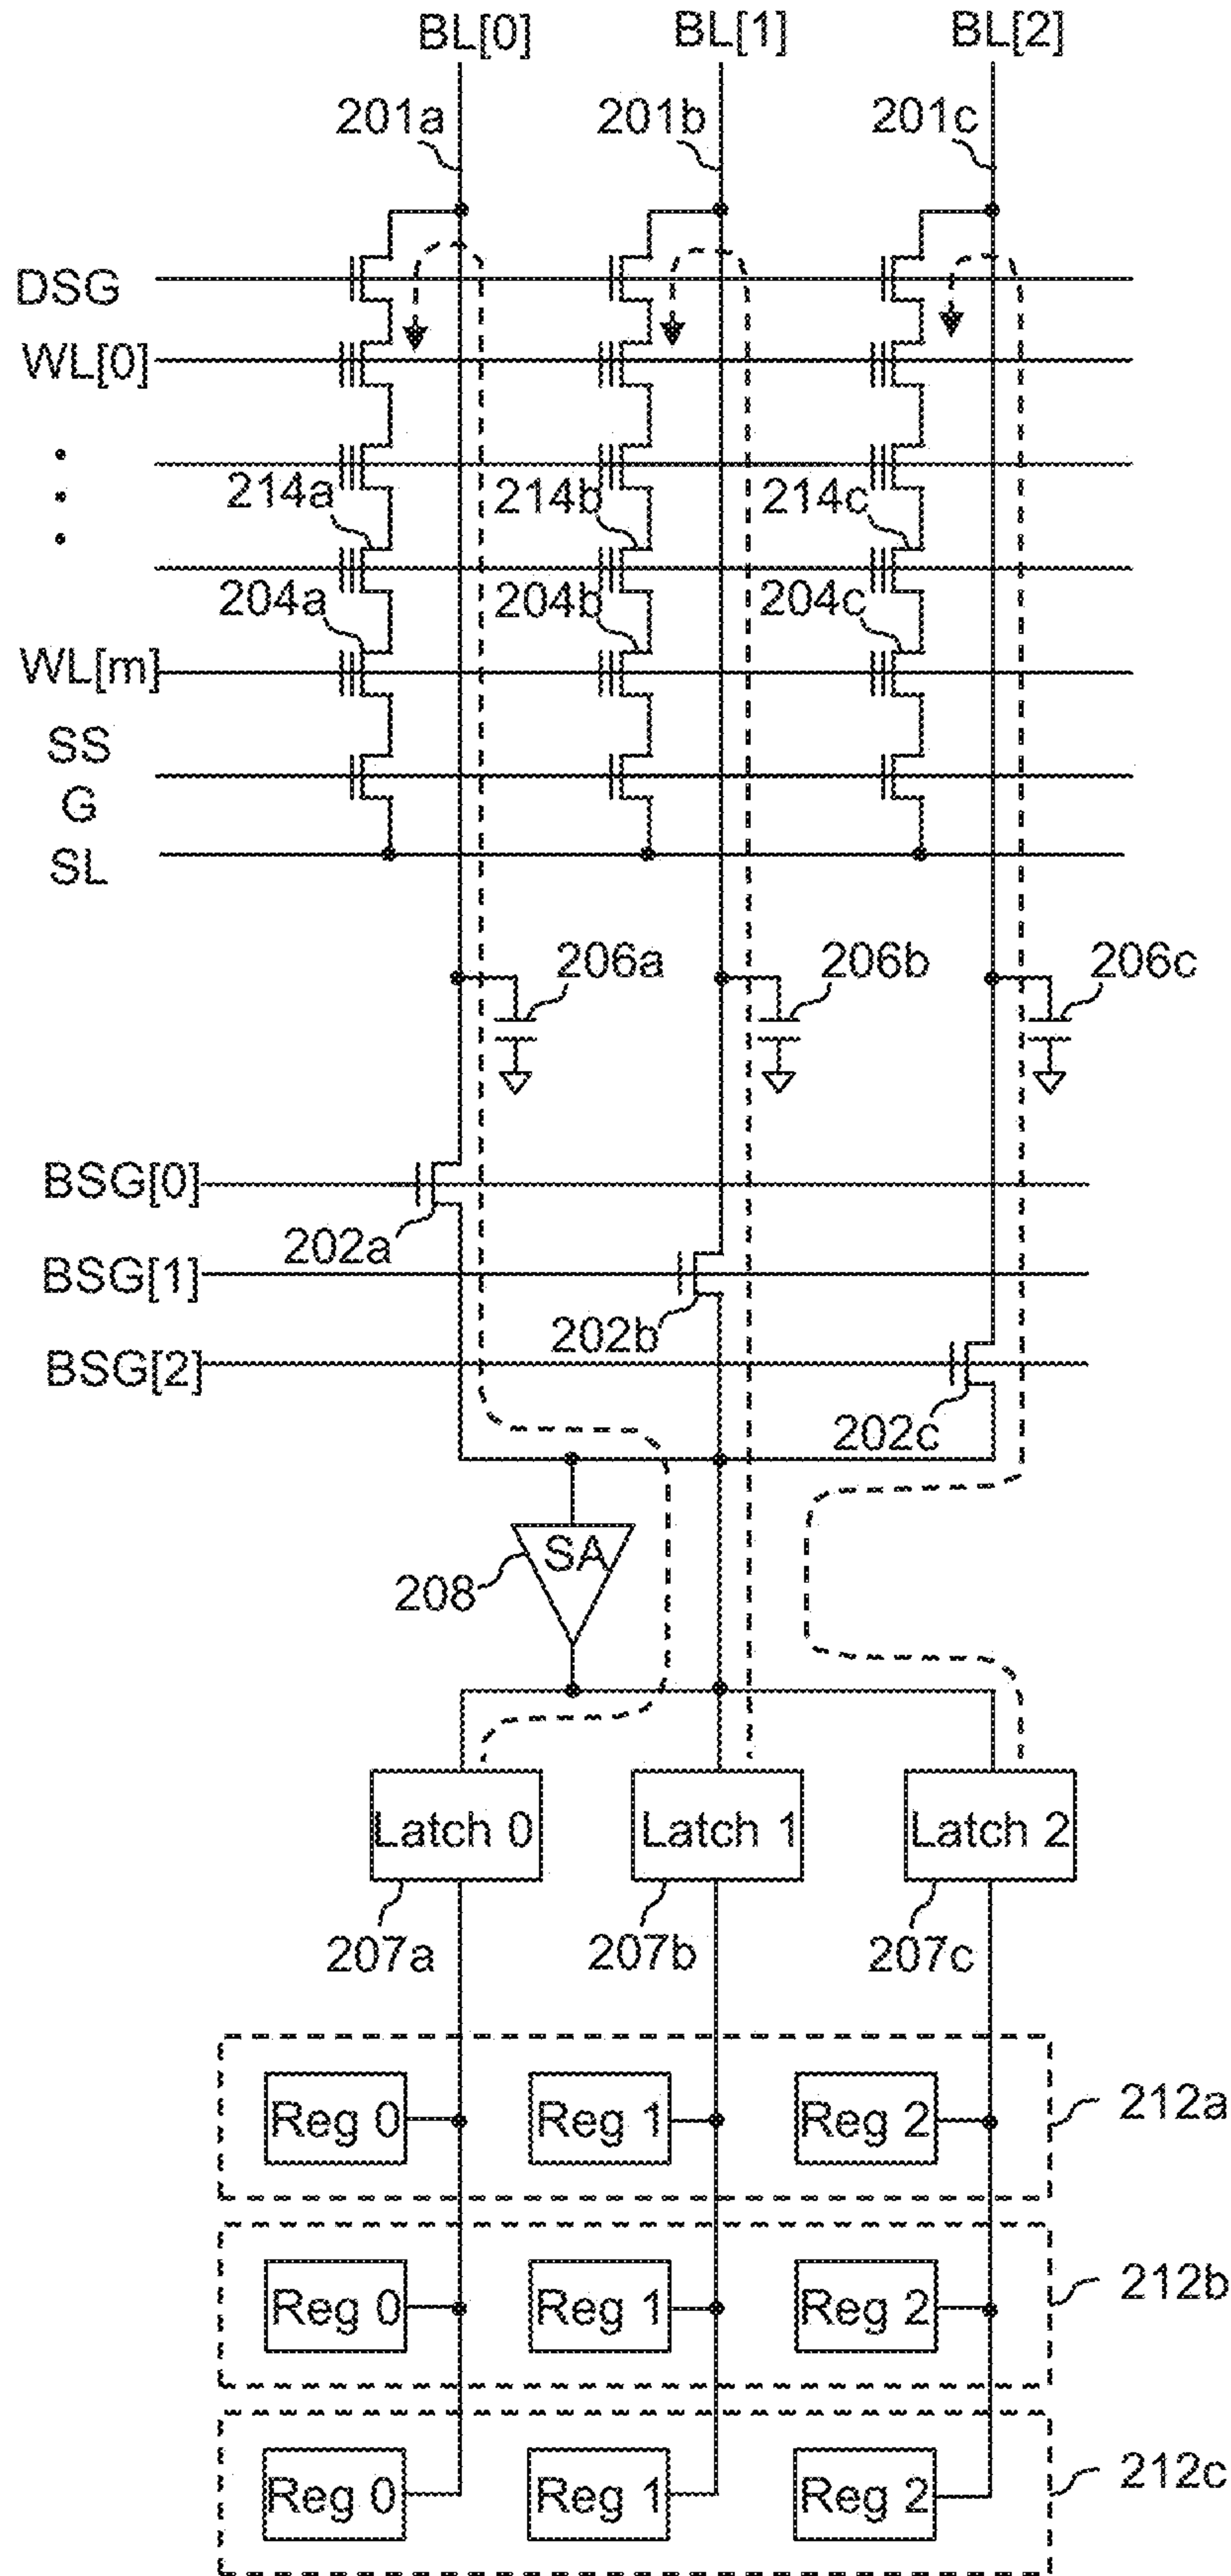 BL[0] BL[1] BL[2]
201a 201b 201c
DSG
WL[0]
214a 214b 214c
204a 204b 204c
WL[m]
SS
G
SL
206a 206b 206c
BSG[0]
202a
BSG[1]
202b
BSG[2]
202c
SA
208
Latch 0 Latch 1 Latch 2
207a 207b 207c
Reg 0 Reg 1 Reg 2 212a
Reg 0 Reg 1 Reg 2 212b
Reg 0 Reg 1 Reg 2 212c